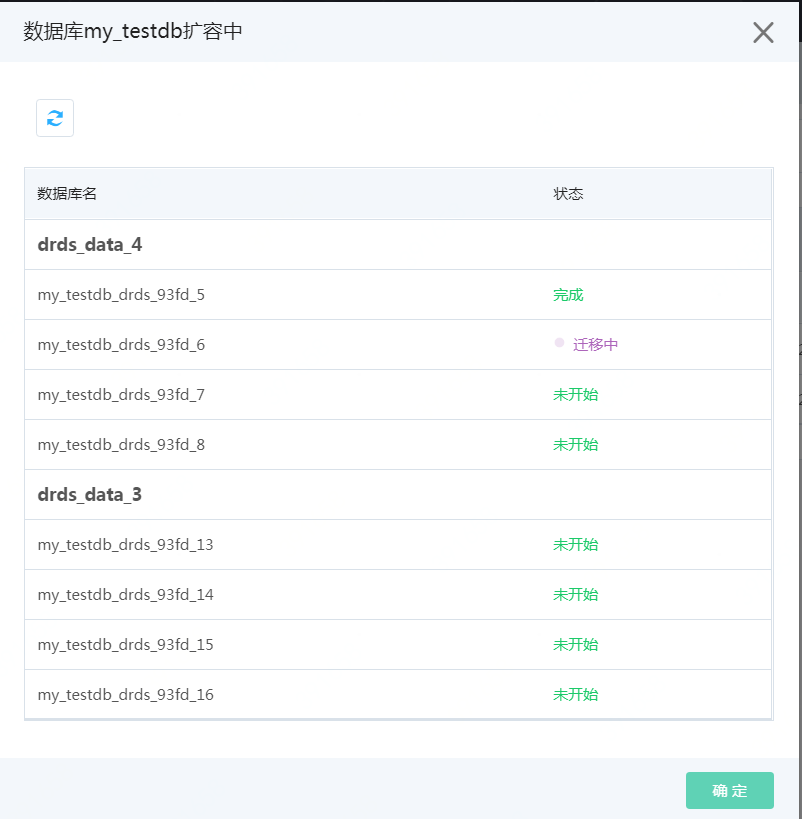 数据库my_testdb扩容中
数据库名 状态
drds_data_4
my_testdb_drds_93fd_5 完成
my_testdb_drds_93fd_6 迁移中
my_testdb_drds_93fd_7 未开始
my_testdb_drds_93fd_8 未开始
drds_data_3
my_testdb_drds_93fd_13 未开始
my_testdb_drds_93fd_14 未开始
my_testdb_drds_93fd_15 未开始
my_testdb_drds_93fd_16 未开始
确定